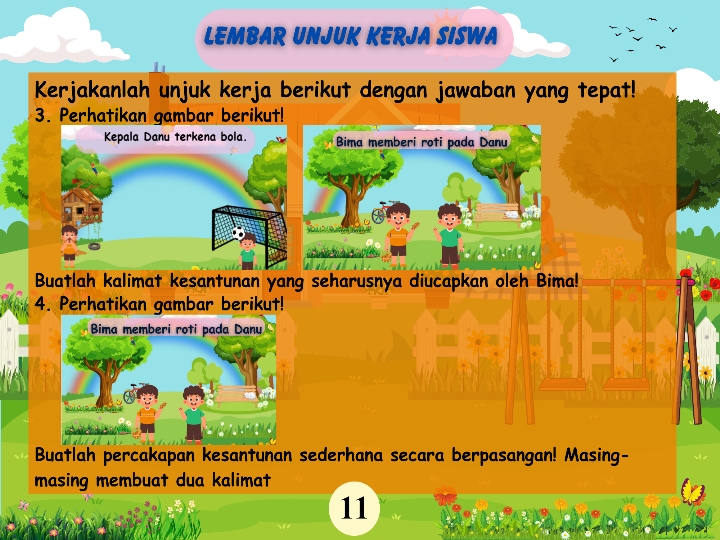 LEMBAR UNJUK KERJA SISWA
Kerjakanlah unjuk kerja berikut dengan jawaban yang tepat!
3. Perhatikan gambar berikut!
Kepala Danu terkena bola.
Bima memberi roti pada Danu
Buatlah kalimat kesantunan yang seharusnya diucapkan oleh Bima!
4. Perhatikan gambar berikut!
Bima memberi roti pada Danu
Buatlah percakapan kesantunan sederhana secara berpasangan! Masing-
masing membuat dua kalimat
11